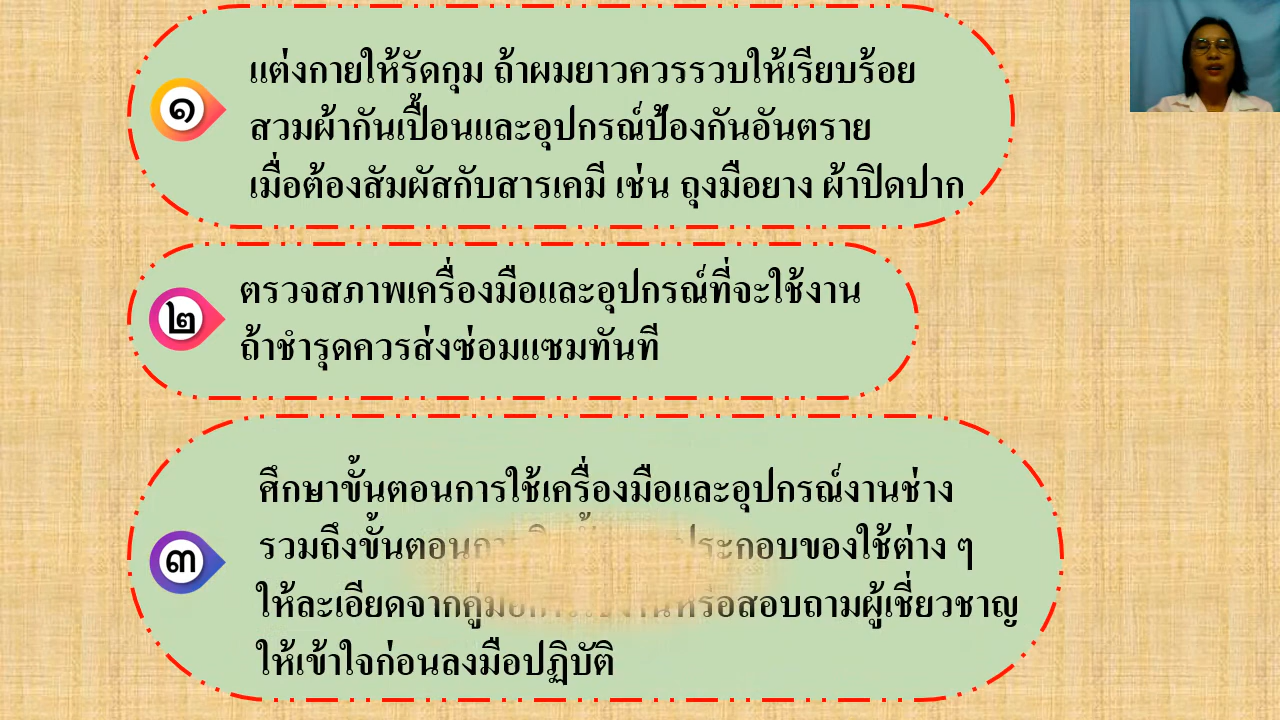 ๑
แต่งกายให้รัดกุม ถ้าผมยาวควรรวบให้เรียบร้อย
สวมผ้ากันเปื้อนและอุปกรณ์ป้องกันอันตราย
เมื่อต้องสัมผัสกับสารเคมี เช่น ถุงมือยาง ผ้าปิดปาก
๒
ตรวจสภาพเครื่องมือและอุปกรณ์ที่จะใช้งาน
ถ้าชำรุดควรส่งซ่อมแซมทันที
๓
ศึกษาขั้นตอนการใช้เครื่องมือและอุปกรณ์งานช่าง
รวมถึงขั้นตอน ประกอบของใช้ต่าง ๆ
ให้ละเอียดจากคู่มือ หรือสอบถามผู้เชี่ยวชาญ
ให้เข้าใจก่อนลงมือปฏิบัติ